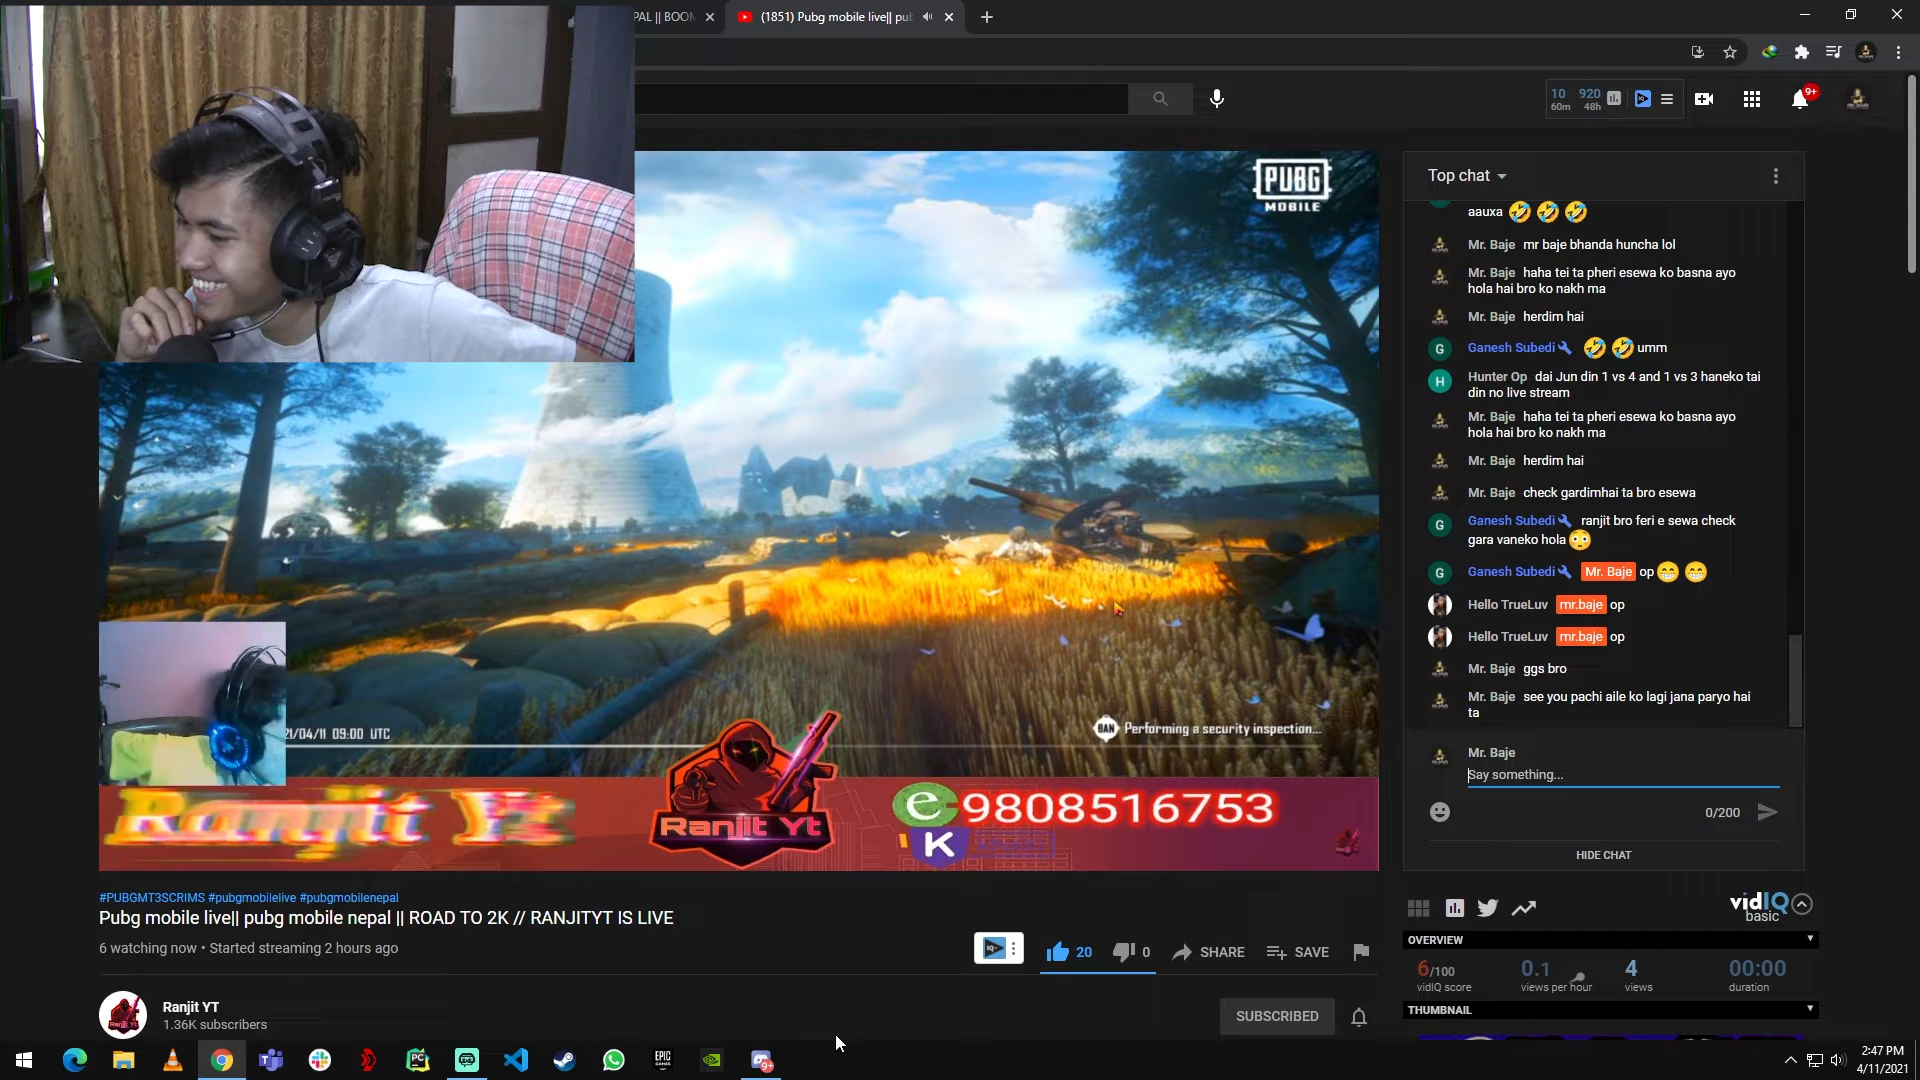 PAL || BOOM
(1851) Pubg mobile live|| pub
10
60m
920
48h
9+
PUBG
MOBILE
21/04/11 09:00 UTC
BAN
Performing a security inspection...
Ranjit Yt
Ranjit Yt
e-9808516753
K
Top chat
aauxa 🤣 🤣 🤣
Mr. Baje mr baje bhanda huncha lol
Mr. Baje haha tei ta pheri esewa ko basna ayo
hola hai bro ko nakh ma
Mr. Baje herdim hai
G Ganesh Subedi 🤣 🤣 umm
H Hunter Op dai Jun din 1 vs 4 and 1 vs 3 haneko tai
din no live stream
Mr. Baje haha tei ta pheri esewa ko basna ayo
hola hai bro ko nakh ma
Mr. Baje herdim hai
Mr. Baje check gardimhai ta bro esewa
G Ganesh Subedi ranjit bro feri e sewa check
gara vaneko hola 😳
G Ganesh Subedi Mr. Baje op 😁 😁
Hello TrueLuv mr.baje op
Hello TrueLuv mr.baje op
Mr. Baje ggs bro
Mr. Baje see you pachi aile ko lagi jana paryo hai
ta
Mr. Baje
Say something...
0/200
HIDE CHAT
#PUBGMT3SCRIMS #pubgmobilelive #pubgmobilenepal
Pubg mobile live|| pubg mobile nepal || ROAD TO 2K // RANJITYT IS LIVE
6 watching now • Started streaming 2 hours ago
20
0
SHARE
SAVE
Ranjit YT
1.36K subscribers
SUBSCRIBED
vidIQ
basic
OVERVIEW
6/100
vidIQ score
0.1
views per hour
4
views
00:00
duration
THUMBNAIL
PC
EPIC
GAMES
9+
2:47 PM
4/11/2021